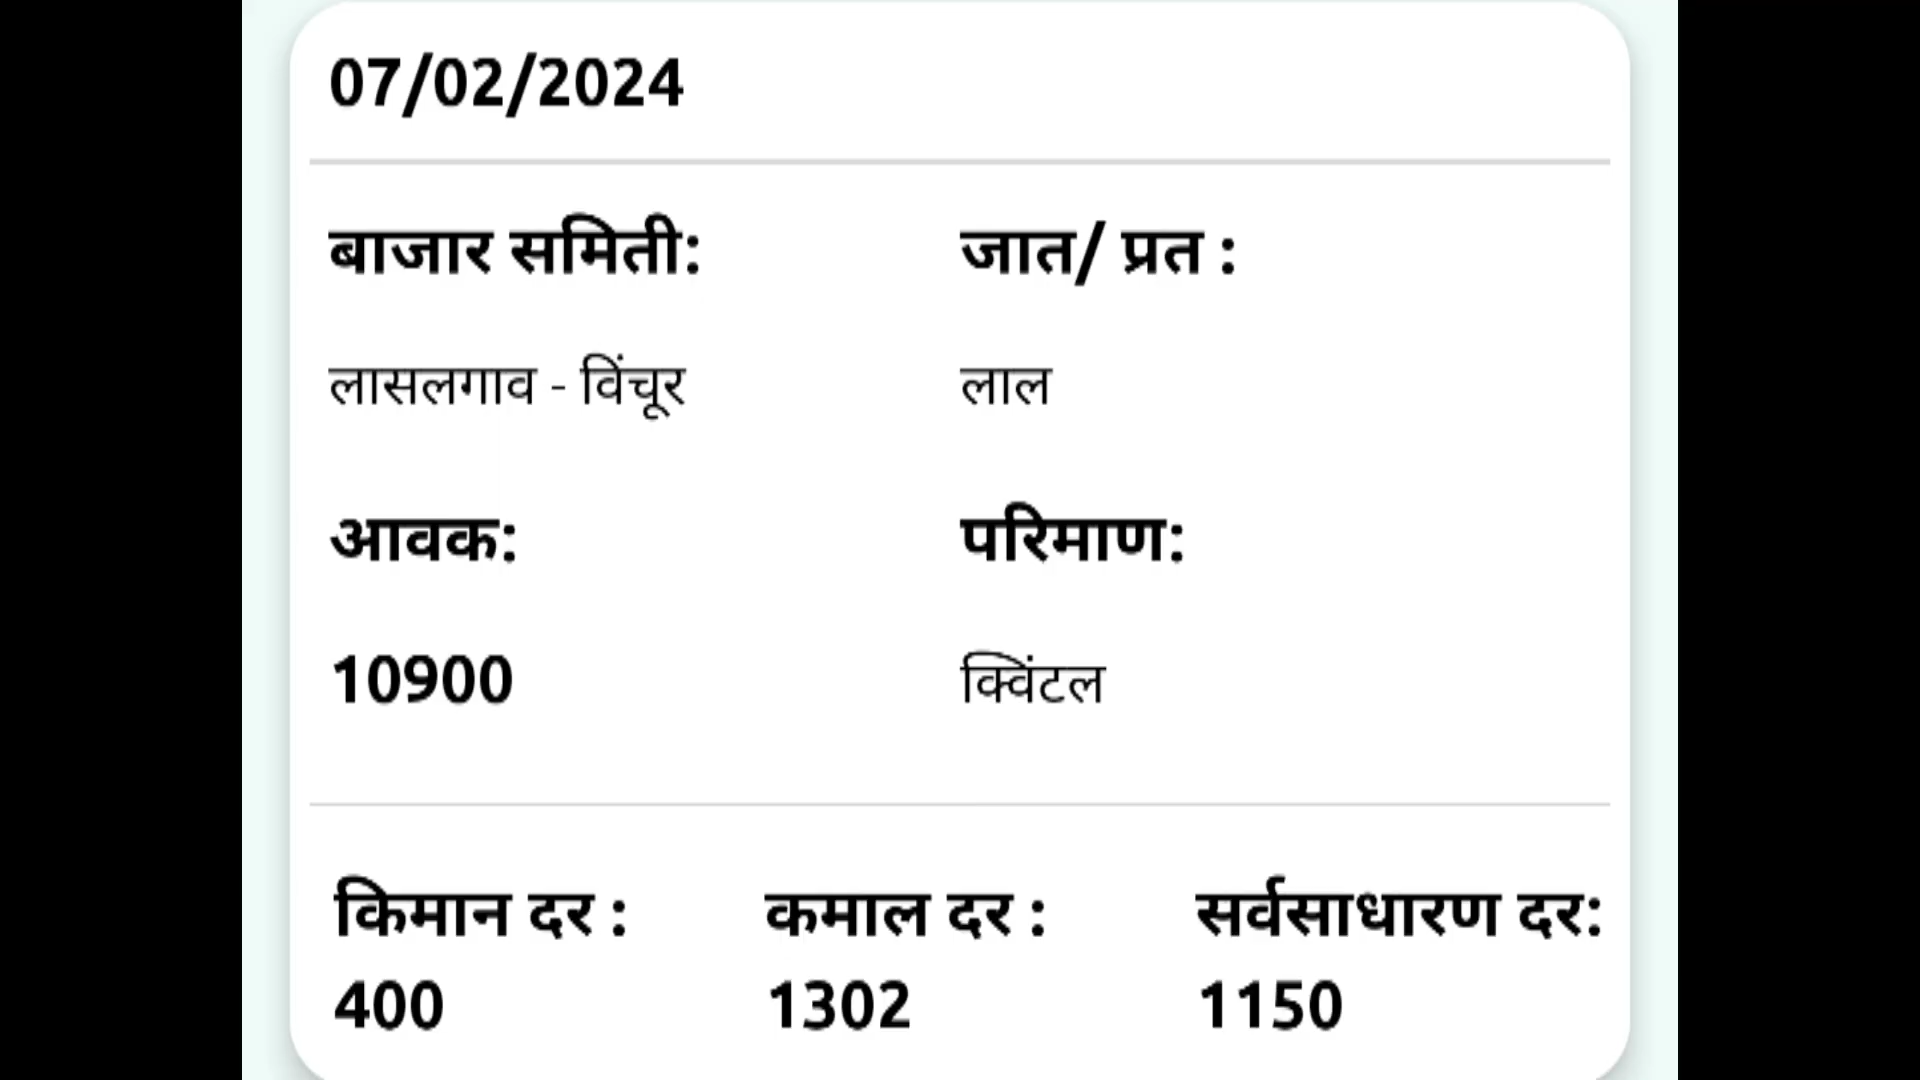 07/02/2024
बाजार समिती: जात/ प्रत :
लासलगाव - विंचूर लाल
आवक: परिमाण:
10900 क्विंटल
किमान दर : कमाल दर : सर्वसाधारण दर:
400 1302 1150